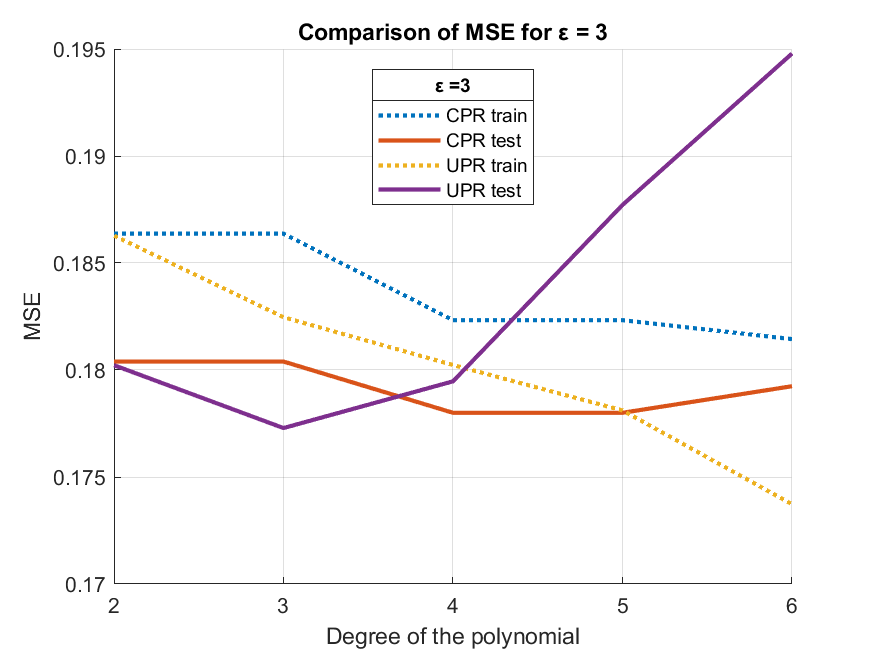 Comparison of MSE for ε = 3
0.195
0.19
0.185
0.18
0.175
0.17
MSE
ε =3
CPR train
CPR test
UPR train
UPR test
2 3 4 5 6
Degree of the polynomial